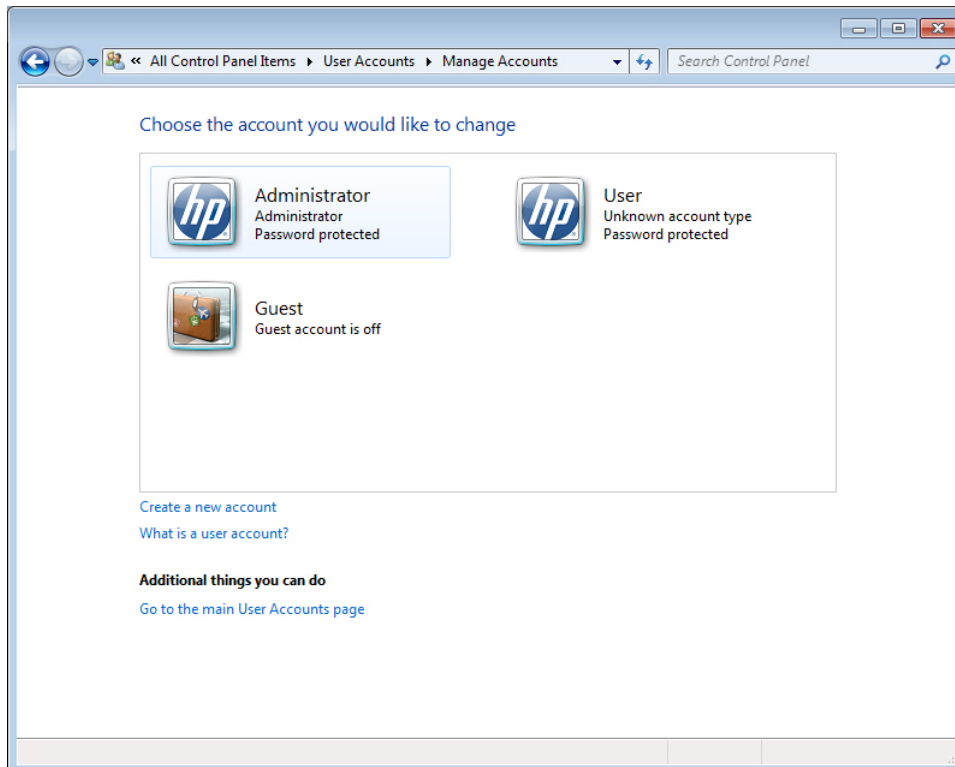 « All Control Panel Items ▸ User Accounts ▸ Manage Accounts
Search Control Panel
Choose the account you would like to change
hp
Administrator
Administrator
Password protected
hp
User
Unknown account type
Password protected
Guest
Guest account is off
Create a new account
What is a user account?
Additional things you can do
Go to the main User Accounts page